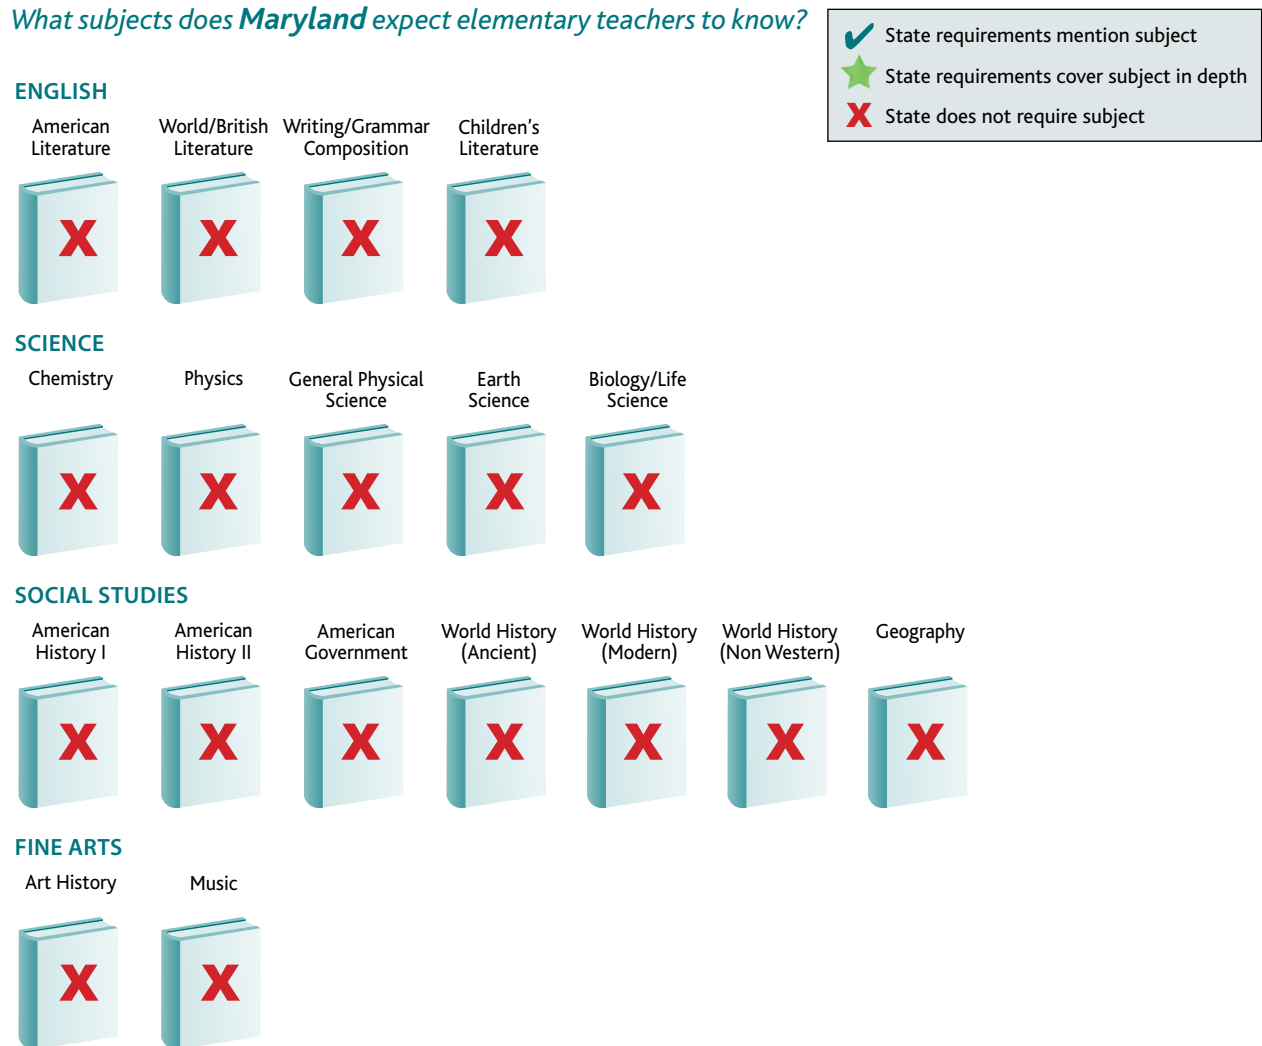 What subjects does Maryland expect elementary teachers to know?
State requirements mention subject
State requirements cover subject in depth
X State does not require subject
ENGLISH
American
Literature
World/British
Literature
Writing/Grammar
Composition
Children's
Literature
X X X X
SCIENCE
Chemistry
Physics
General Physical
Science
Earth
Science
Biology/Life
Science
X X X X X
SOCIAL STUDIES
American
History I
American
History II
American
Government
World History
(Ancient)
World History
(Modern)
World History
(Non Western)
Geography
X X X X X X X
FINE ARTS
Art History
Music
X X